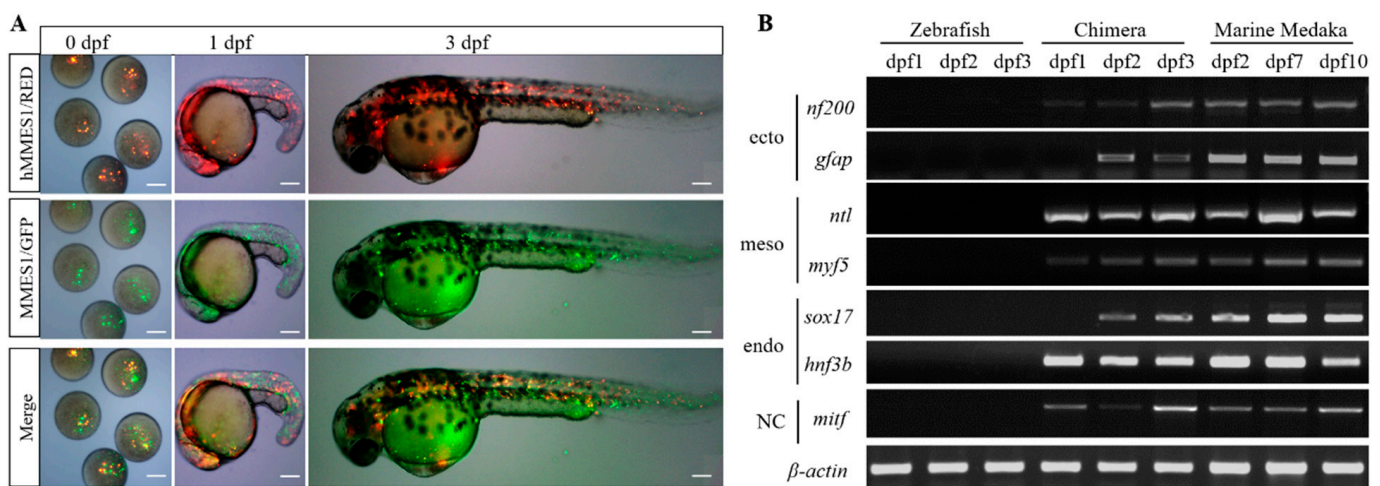 A
0 dpf 1 dpf 3 dpf
hMMES1/RED
MMES1/GFP
Merge
B
Zebrafish Chimera Marine Medaka
dpf1 dpf2 dpf3 dpf1 dpf2 dpf3 dpf2 dpf7 dpf10
ecto
nf200
gfap
meso
ntl
myf5
endo
sox17
hnf3b
NC
mitf
β-actin